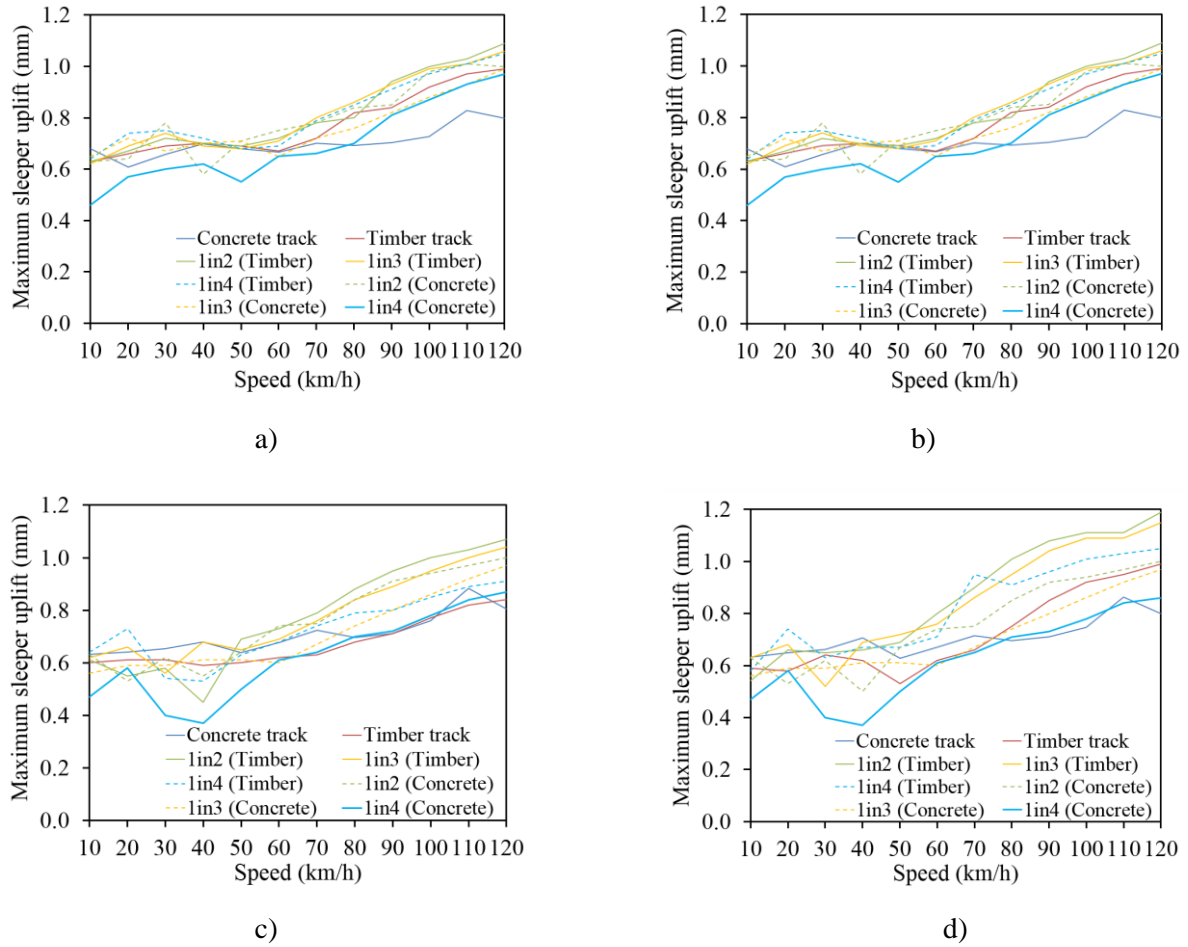 1.2
1.0
0.8
0.6
0.4
0.2
0.0
Maximum sleeper uplift (mm)
Concrete track Timber track
1in2 (Timber) 1in3 (Timber)
1in4 (Timber) 1in2 (Concrete)
1in3 (Concrete) 1in4 (Concrete)
10 20 30 40 50 60 70 80 90 100 110 120
Speed (km/h)
a)
1.2
1.0
0.8
0.6
0.4
0.2
0.0
Maximum sleeper uplift (mm)
Concrete track Timber track
1in2 (Timber) 1in3 (Timber)
1in4 (Timber) 1in2 (Concrete)
1in3 (Concrete) 1in4 (Concrete)
10 20 30 40 50 60 70 80 90 100 110 120
Speed (km/h)
b)
1.2
1.0
0.8
0.6
0.4
0.2
0.0
Maximum sleeper uplift (mm)
Concrete track Timber track
1in2 (Timber) 1in3 (Timber)
1in4 (Timber) 1in2 (Concrete)
1in3 (Concrete) 1in4 (Concrete)
10 20 30 40 50 60 70 80 90 100 110 120
Speed (km/h)
c)
1.2
1.0
0.8
0.6
0.4
0.2
0.0
Maximum sleeper uplift (mm)
Concrete track Timber track
1in2 (Timber) 1in3 (Timber)
1in4 (Timber) 1in2 (Concrete)
1in3 (Concrete) 1in4 (Concrete)
10 20 30 40 50 60 70 80 90 100 110 120
Speed (km/h)
d)